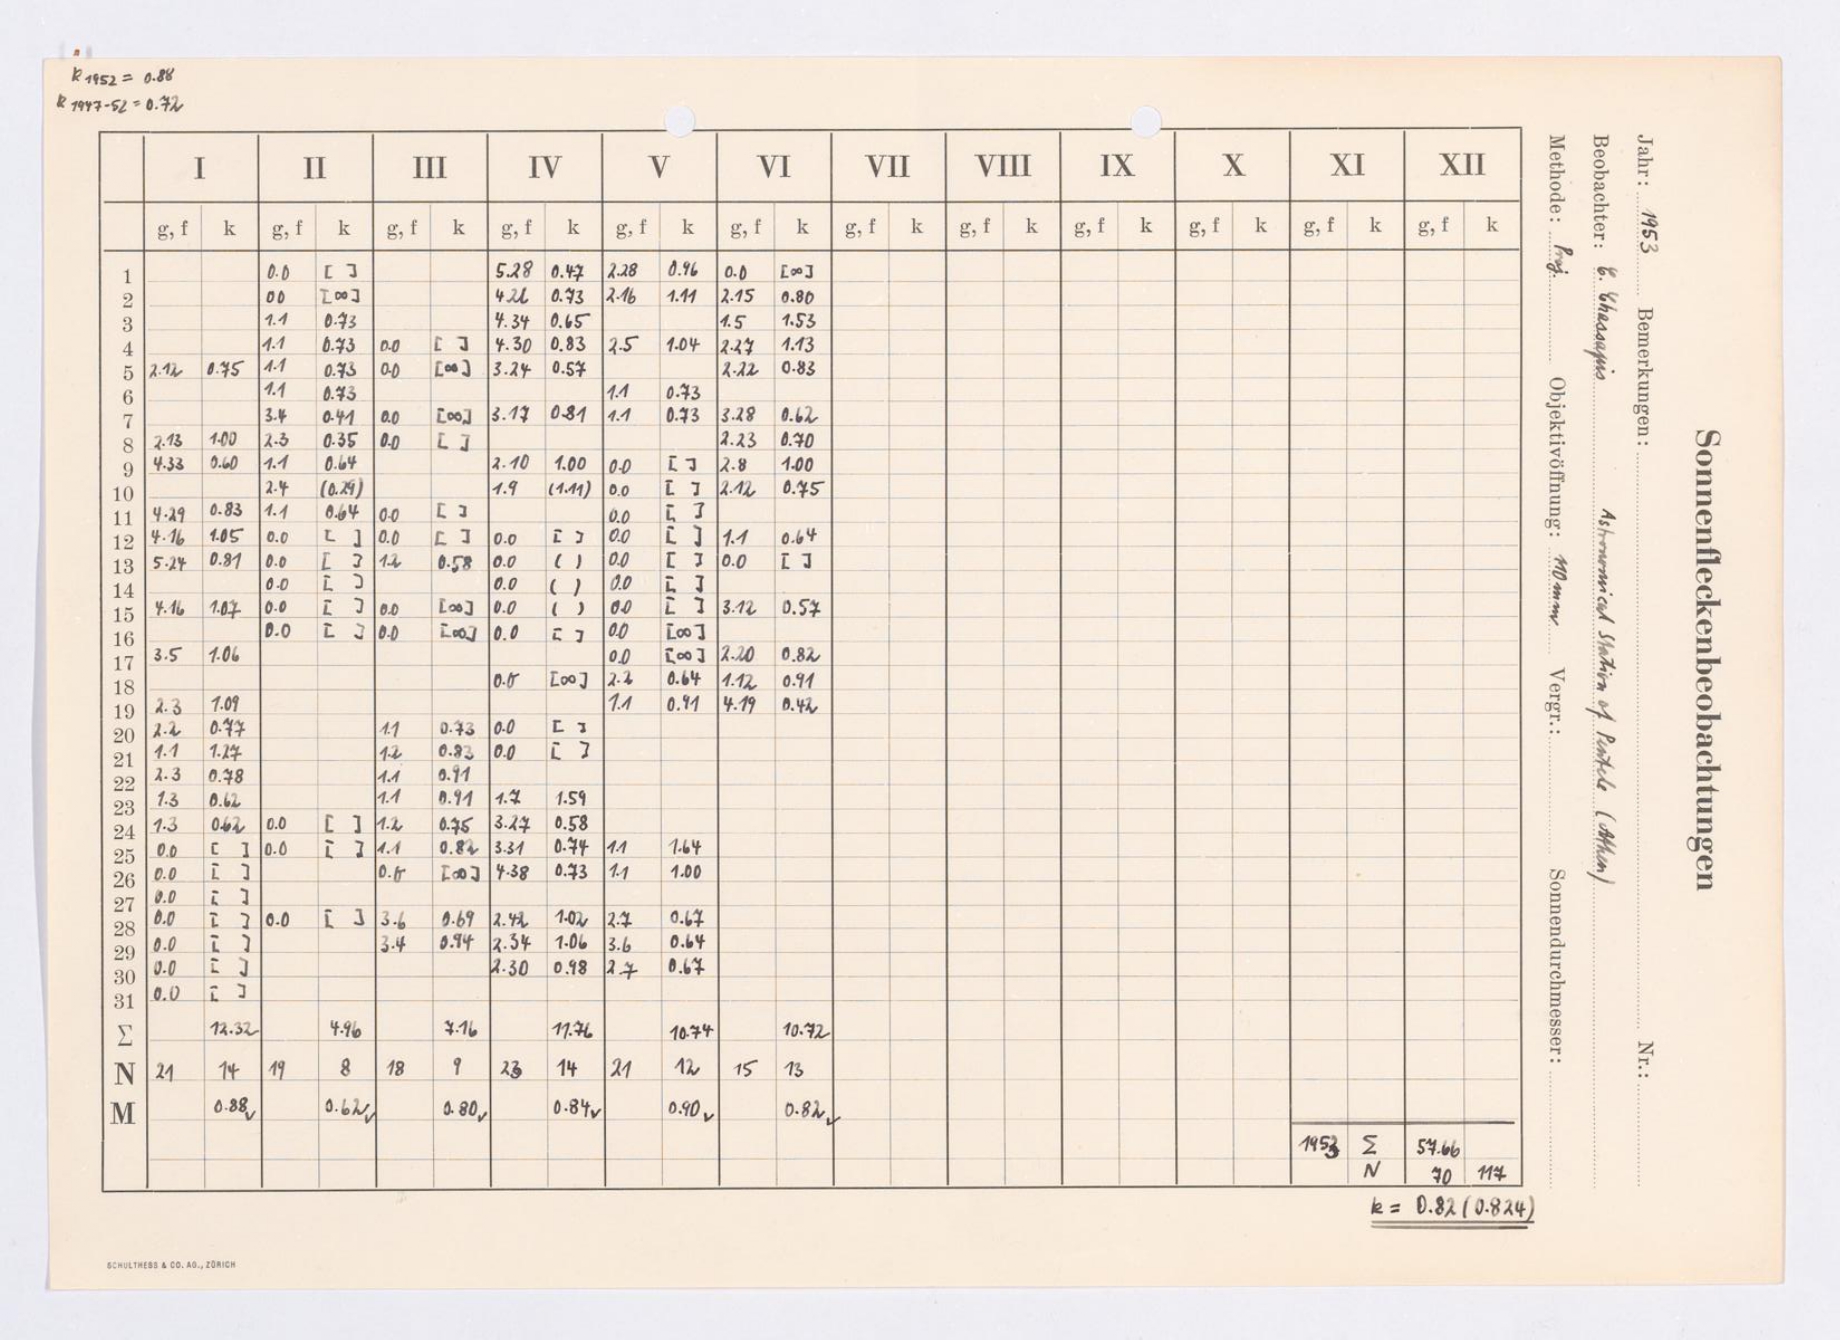 k 1952 = 0.88
k 1947-52 = 0.72
I II III IV V VI VII VIII IX X XI XII
g, f k g, f k g, f k g, f k g, f k g, f k g, f k g, f k g, f k g, f k g, f k g, f k
1 0.0 [ ] 5.28 0.47 2.28 0.96 0.0 [∞]
2 00 [∞] 4.21 0.73 2.16 1.11 2.15 0.80
3 1.1 0.73 4.34 0.65 1.5 1.53
4 1.1 0.73 0.0 [ ] 4.30 0.83 2.5 1.04 2.27 1.13
5 2.12 0.75 1.1 0.73 0.0 [∞] 3.24 0.57 2.22 0.83
6 1.1 0.73 1.1 0.73
7 3.4 0.41 0.0 [∞] 3.17 0.81 1.1 0.73 3.28 0.62
8 2.13 1.00 2.3 0.35 0.0 [ ] 2.23 0.70
9 4.33 0.60 1.1 0.64 2.10 1.00 0.0 [ ] 2.8 1.00
10 2.4 (0.29) 1.9 (1.11) 0.0 [ ] 2.12 0.75
11 4.29 0.83 1.1 0.64 0.0 [ ] 0.0 [ ]
12 4.16 1.05 0.0 [ ] 0.0 [ ] 0.0 [ ] 0.0 [ ] 1.1 0.64
13 5.24 0.81 0.0 [ ] 1.2 0.58 0.0 ( ) 0.0 [ ] 0.0 [ ]
14 0.0 [ ] 0.0 ( ) 0.0 [ ]
15 4.16 1.07 0.0 [ ] 0.0 [∞] 0.0 ( ) 0.0 [ ] 3.12 0.57
16 0.0 [ ] 0.0 [∞] 0.0 [ ] 0.0 [∞]
17 3.5 1.06 0.0 [∞] 2.20 0.82
18 0.0 [∞] 2.2 0.64 1.12 0.91
19 2.3 1.09 1.1 0.91 4.19 0.42
20 2.2 0.77 1.1 0.73 0.0 [ ]
21 1.1 1.27 1.2 0.83 0.0 [ ]
22 2.3 0.78 1.1 0.91
23 1.3 0.62 1.1 0.91 1.7 1.59
24 1.3 0.62 0.0 [ ] 1.2 0.75 3.27 0.58
25 0.0 [ ] 0.0 [ ] 1.1 0.82 3.31 0.74 1.1 1.64
26 0.0 [ ] 0.0 [∞] 4.38 0.73 1.1 1.00
27 0.0 [ ]
28 0.0 [ ] 0.0 [ ] 3.6 0.69 2.42 1.02 2.7 0.67
29 0.0 [ ] 3.4 0.94 2.34 1.06 3.6 0.64
30 0.0 [ ] 2.30 0.98 2.7 0.67
31 0.0 [ ]
Σ 12.32 4.96 7.16 11.76 10.74 10.72
N 21 14 19 8 18 9 23 14 21 12 15 13
M 0.88 0.62 0.80 0.84 0.90 0.82
1953 Σ 57.66
N 70 117
k = 0.82 (0.824)
SCHULTHESS & CO. AG., ZÜRICH
Sonnenfleckenbeobachtungen
Jahr: 1953 Bemerkungen: Nr.:
Beobachter: Astronomical Station of (Athen)
Methode: Proj. Objektivöffnung: 110 mm Vergr.: Sonnendurchmesser: